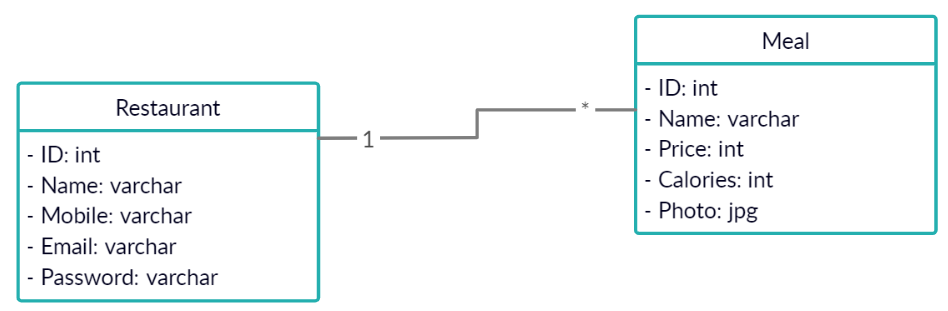 Restaurant
- ID: int
- Name: varchar
- Mobile: varchar
- Email: varchar
- Password: varchar
1
*
Meal
- ID: int
- Name: varchar
- Price: int
- Calories: int
- Photo: jpg